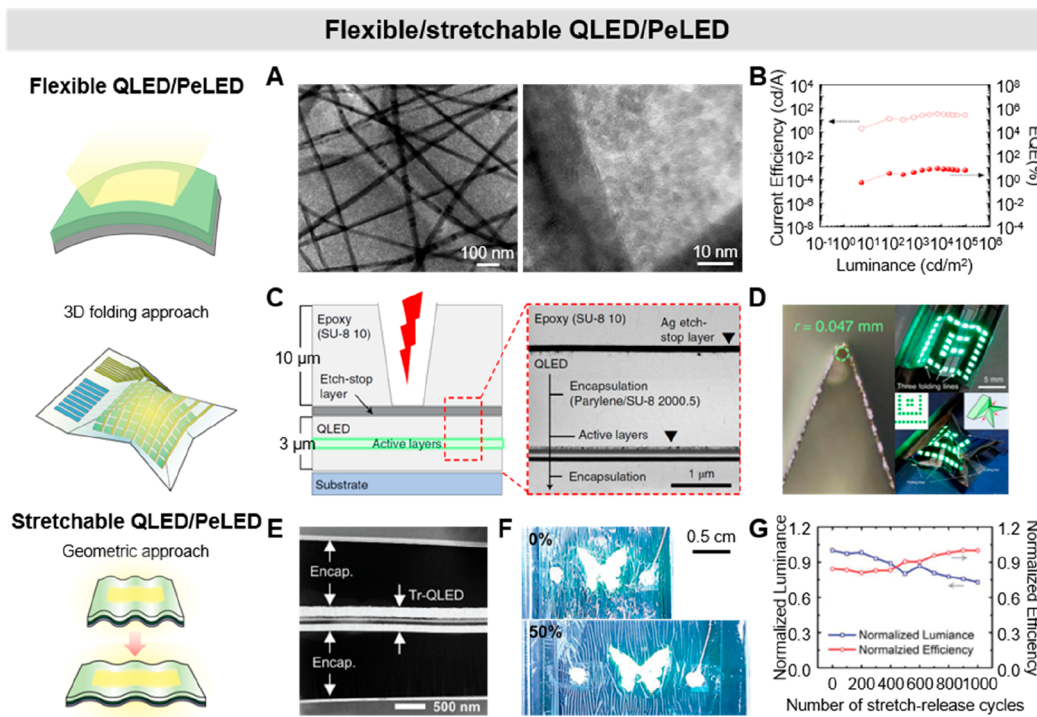 Flexible/stretchable QLED/PeLED
Flexible QLED/PeLED
3D folding approach
Stretchable QLED/PeLED
Geometric approach
A
100 nm
10 nm
B
Current Efficiency (cd/A)
10⁴
10²
10⁰
10⁻²
10⁻⁴
10⁻⁶
10⁻⁸
10⁸
10⁶
10⁴
10²
10⁰
10⁻²
10⁻⁴
EQE(%)
10⁻¹10⁰10¹10²10³10⁴10⁵10⁶
Luminance (cd/m²)
C
10 μm
3 μm
Epoxy
(SU-8 10)
Etch-stop
layer
QLED
Active layers
Substrate
Epoxy (SU-8 10)
Ag etch-
stop layer
QLED
Encapsulation
(Parylene/SU-8 2000.5)
Active layers
Encapsulation
1 μm
D
r = 0.047 mm
Three folding lines
5 mm
E
Encap.
Tr-QLED
Encap.
500 nm
F
0%
0.5 cm
50%
G
Normalized Luminance
1.2
0.9
0.6
0.3
0.0
Normalized Lumiance
Normalzied Efficiency
1.2
0.9
0.6
0.3
0.0
Normalized Efficiency
0 200 400 600 8001000
Number of stretch-release cycles